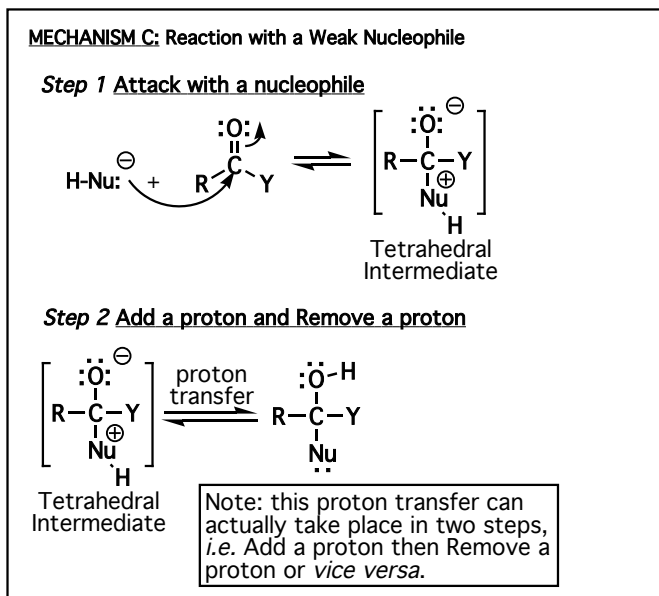 MECHANISM C: Reaction with a Weak Nucleophile
Step 1 Attack with a nucleophile
H-Nu: ⊖ + :O: R C Y
:O: ⊖ R-C-Y ⊕ Nu H
Tetrahedral
Intermediate
Step 2 Add a proton and Remove a proton
:O: ⊖ R-C-Y ⊕ Nu H
proton
transfer
:O-H R-C-Y Nu
Tetrahedral
Intermediate
Note: this proton transfer can
actually take place in two steps,
i.e. Add a proton then Remove a
proton or vice versa.